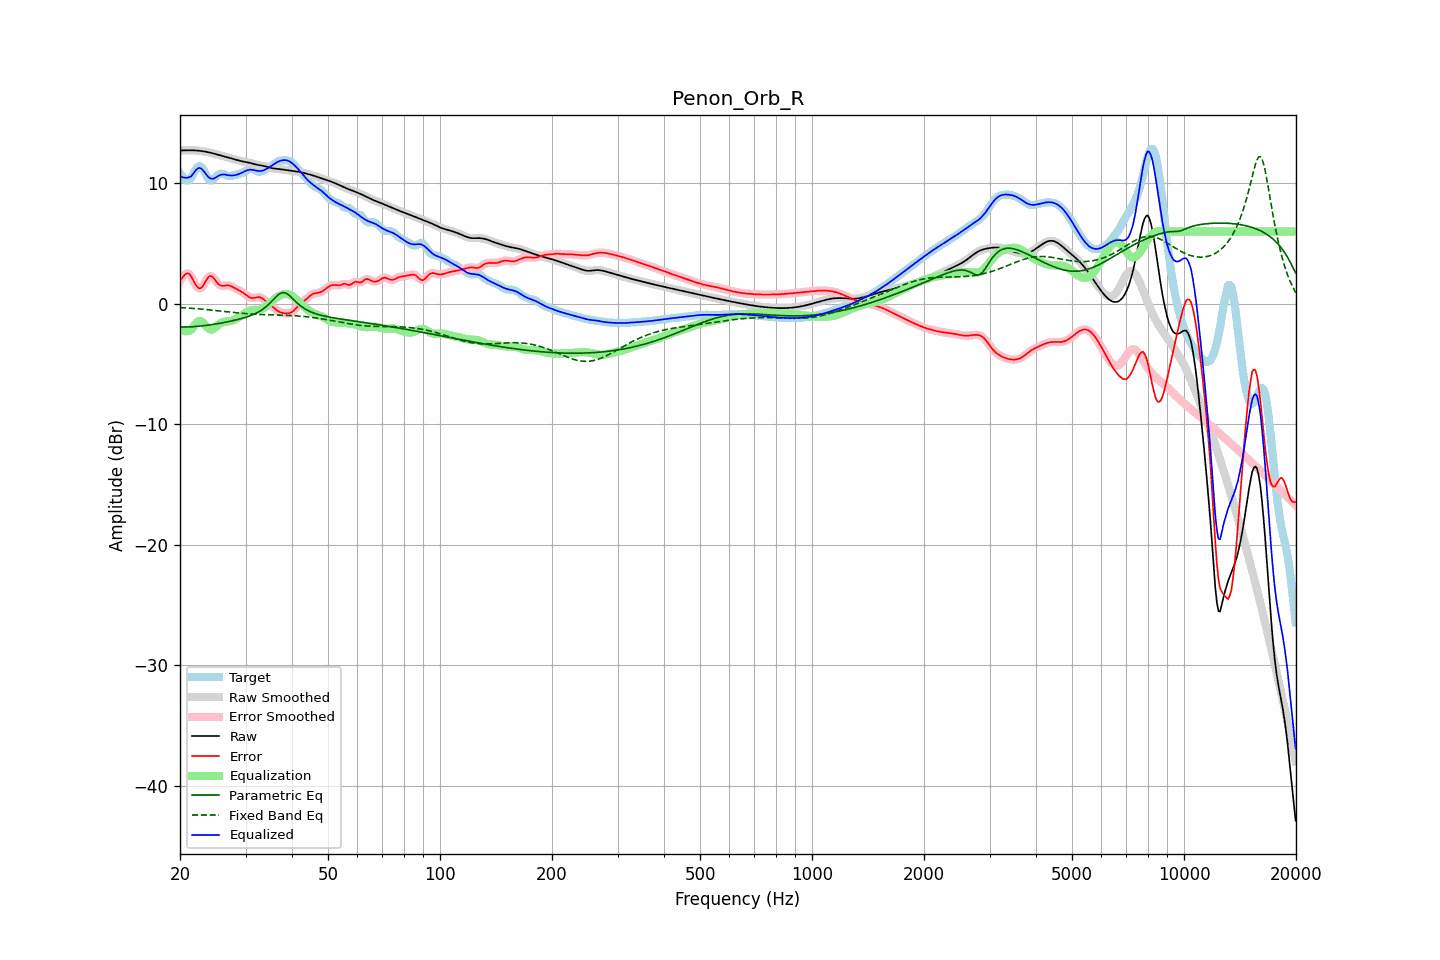 Penon_Orb_R
Amplitude (dBr)
10
0
−10
−20
−30
−40
Target
Raw Smoothed
Error Smoothed
Raw
Error
Equalization
Parametric Eq
Fixed Band Eq
Equalized
20 50 100 200 500 1000 2000 5000 10000 20000
Frequency (Hz)